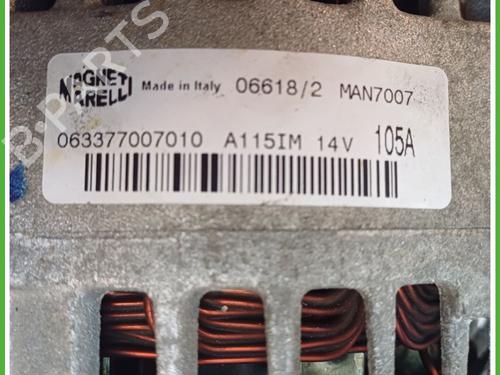 MAGNETI
MARELLI
Made in Italy 06618/2 MAN7007
063377007010 A115IM 14V 105A
B-PARTS